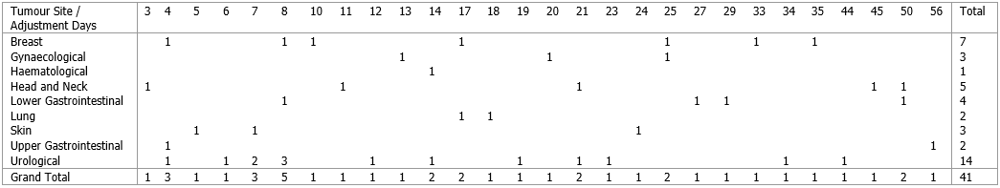 Tumour Site / 3 4 5 6 7 8 10 11 12 13 14 17 18 19 20 21 23 24 25 27 29 33 34 35 44 45 50 56 Total
Adjustment Days
Breast 1 1 1 1 1 1 1 7
Gynaecological 1 1 1 3
Haematological 1 1
Head and Neck 1 1 1 1 1 5
Lower Gastrointestinal 1 1 1 1 4
Lung 1 1 2
Skin 1 1 1 3
Upper Gastrointestinal 1 1 2
Urological 1 1 2 3 1 1 1 1 1 1 1 14
Grand Total 1 3 1 1 3 5 1 1 1 1 2 2 1 1 1 2 1 1 2 1 1 1 1 1 1 1 2 1 41